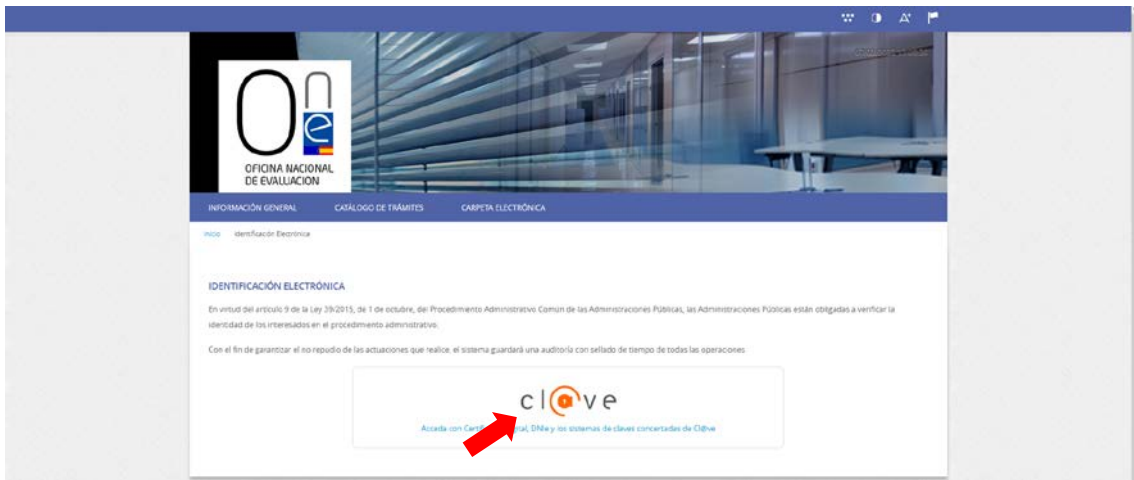 OFICINA NACIONAL
DE EVALUACION
INFORMACIÓN GENERAL CATÁLOGO DE TRÁMITES CARPETA ELECTRÓNICA
Inicio Identificación Electrónica
IDENTIFICACIÓN ELECTRÓNICA
En virtud del artículo 9 de la Ley 39/2015, de 1 de octubre, del Procedimiento Administrativo Común de las Administraciones Públicas, las Administraciones Públicas están obligadas a verificar la
identidad de los interesados en el procedimiento administrativo.
Con el fin de garantizar el no repudio de las actuaciones que realice, el sistema guardará una auditoría con sellado de tiempo de todas las operaciones
cl@ve
Acceda con DNIe y los sistemas de claves concertadas de Cl@ve